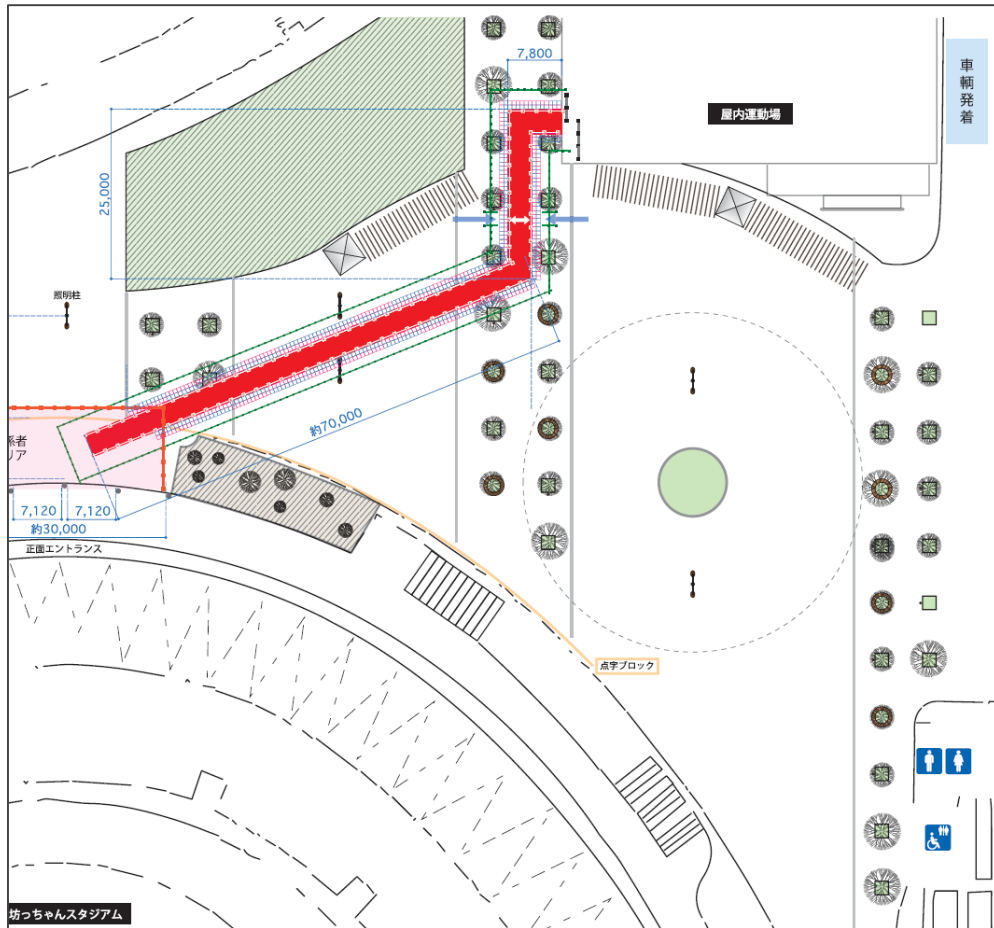 7,800
車輌発着
屋内運動場
25,000
照明柱
約70,000
係者
リア
7,120
7,120
約30,000
正面エントランス
点字ブロック
坊っちゃんスタジアム